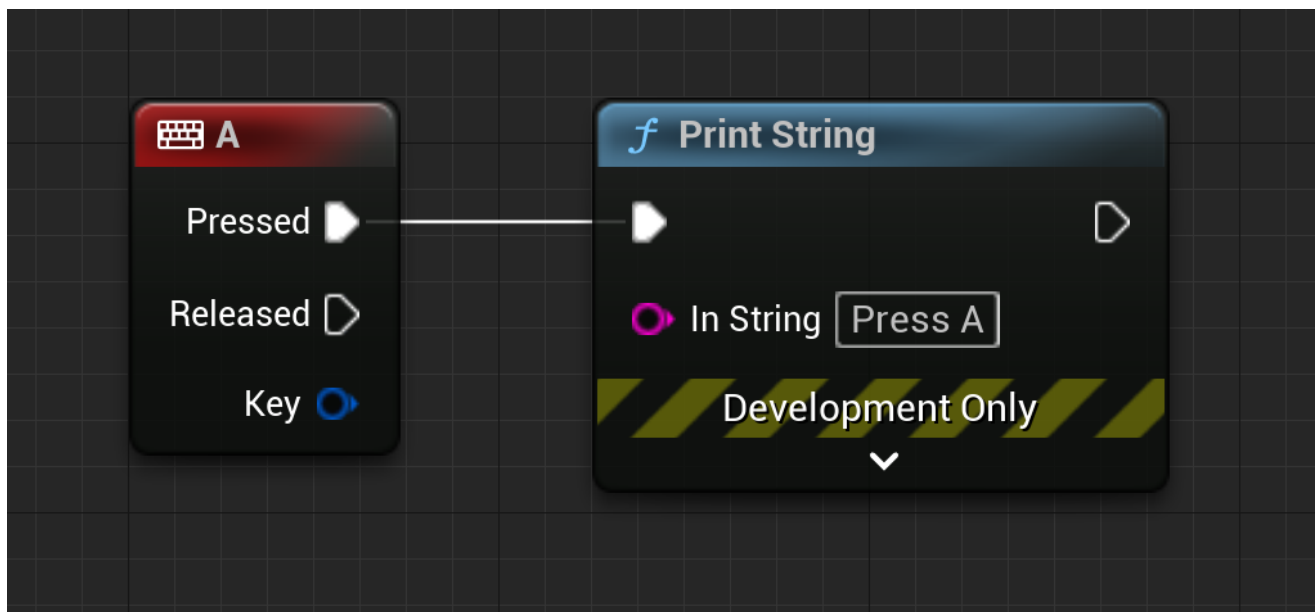 A
Pressed
Released
Key
Print String
In String Press A
Development Only